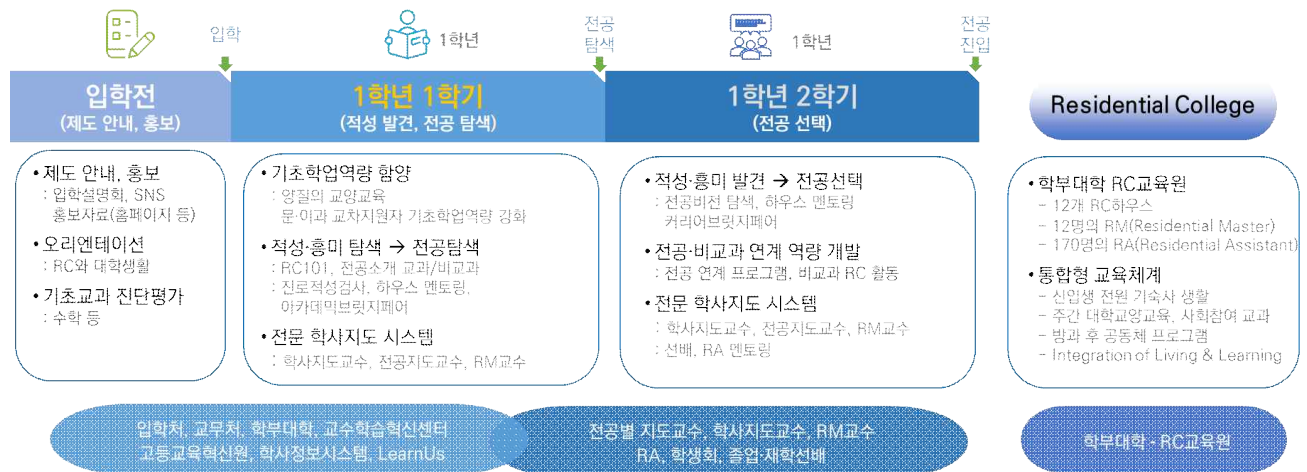 입학
1학년
전공
탐색
1학년
전공
진입
입학전
(제도 안내, 홍보)
1학년 1학기
(적성 발견, 전공 탐색)
1학년 2학기
(전공 선택)
Residential College
• 제도 안내, 홍보
: 입학설명회, SNS
홍보자료(홈페이지 등)
• 오리엔테이션
: RC와 대학생활
• 기초교과 진단평가
: 수학 등
• 기초학업역량 함양
: 양질의 교양교육
문·이과 교차지원자 기초학업역량 강화
• 적성·흥미 탐색 → 전공탐색
: RC101, 전공소개 교과/비교과
: 진로적성검사, 하우스 멘토링,
아카데믹브릿지페어
• 전문 학사지도 시스템
: 학사지도교수, 전공지도교수, RM교수
• 적성·흥미 발견 → 전공선택
: 전공비전 탐색, 하우스 멘토링
커리어브릿지페어
• 전공·비교과 연계 역량 개발
: 전공 연계 프로그램, 비교과 RC 활동
• 전문 학사지도 시스템
: 학사지도교수, 전공지도교수, RM교수
: 선배, RA 멘토링
• 학부대학 RC교육원
– 12개 RC하우스
– 12명의 RM(Residential Master)
– 170명의 RA(Residential Assistant)
• 통합형 교육체계
– 신입생 전원 기숙사 생활
– 주간 대학교양교육, 사회참여 교과
– 방과 후 공동체 프로그램
– Integration of Living & Learning
입학처, 교무처, 학부대학, 교수학습혁신센터
고등교육혁신원, 학사정보시스템, LearnUs
전공별 지도교수, 학사지도교수, RM교수
RA, 학생회, 졸업·재학선배
학부대학 - RC교육원